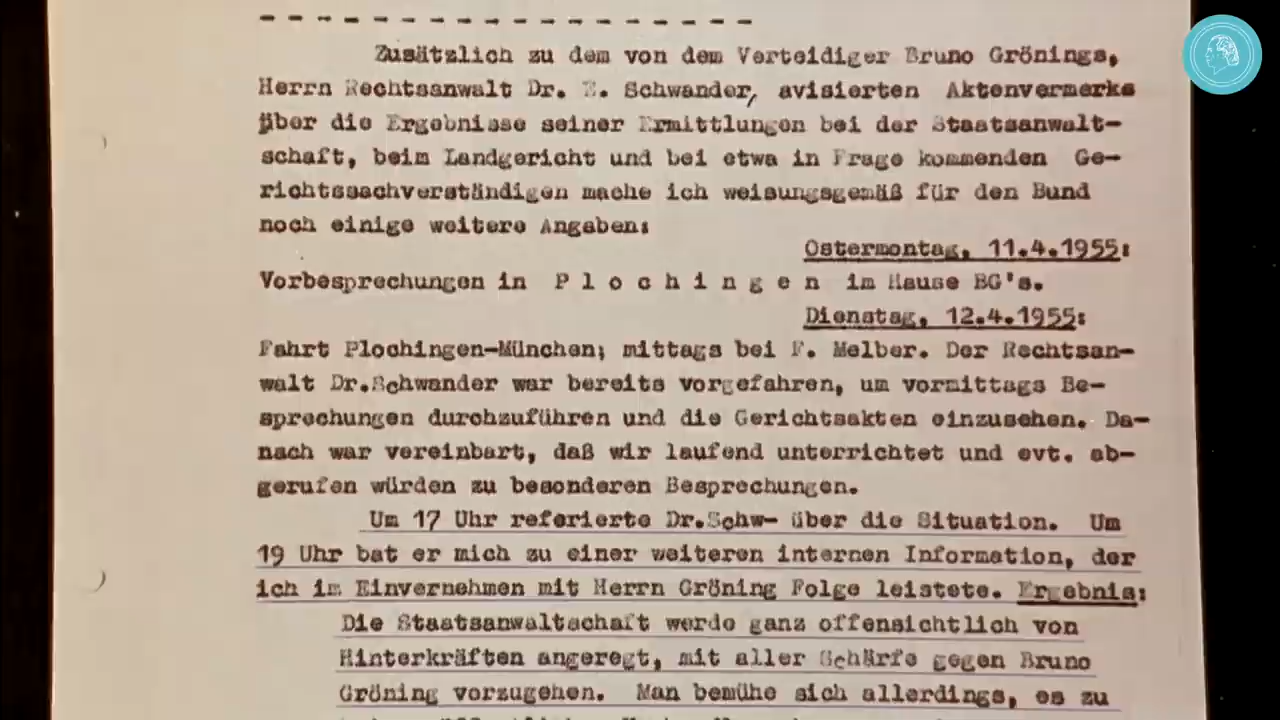 Zusätzlich zu dem von dem Verteidiger Bruno Grönings,
Herrn Rechtsanwalt Dr. E. Schwander, avisierten Aktenvermerks
über die Ergebnisse seiner Ermittlungen bei der Staatsanwalt-
schaft, beim Landgericht und bei etwa in Frage kommenden Ge-
richtssachverständigen mache ich weisungsgemäß für den Bund
noch einige weitere Angaben:
Ostermontag, 11.4.1955:
Vorbesprechungen in P l o c h i n g e n im Hause BG's.
Dienstag, 12.4.1955:
Fahrt Plochingen-München; mittags bei F. Melber. Der Rechtsan-
walt Dr.Schwander war bereits vorgefahren, um vormittags Be-
sprechungen durchzuführen und die Gerichtsakten einzusehen. Da-
nach war vereinbart, daß wir laufend unterrichtet und evt. ab-
gerufen würden zu besonderen Besprechungen.
Um 17 Uhr referierte Dr.Schw- über die Situation. Um
19 Uhr bat er mich zu einer weiteren internen Information, der
ich im Einvernehmen mit Herrn Gröning Folge leistete. Ergebnis:
Die Staatsanwaltschaft werde ganz offensichtlich von
Hinterkräften angeregt, mit aller Schärfe gegen Bruno
Gröning vorzugehen. Man bemühe sich allerdings, es zu